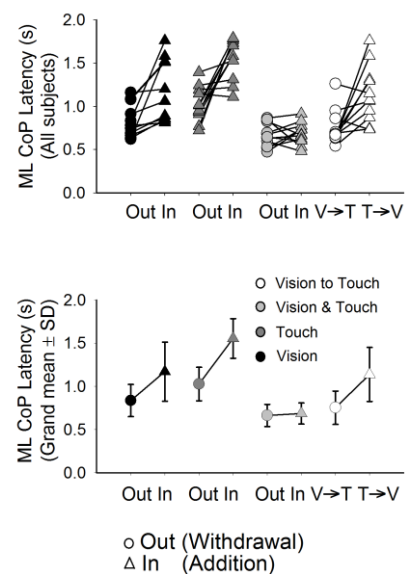 ML CoP Latency (s)
(All subjects)
2.0
1.5
1.0
0.5
0.0
Out In Out In Out In V→T T→V
ML CoP Latency (s)
(Grand mean ± SD)
2.0
1.5
1.0
0.5
0.0
Vision to Touch
Vision & Touch
Touch
Vision
Out In Out In Out In V→T T→V
Out (Withdrawal)
In (Addition)